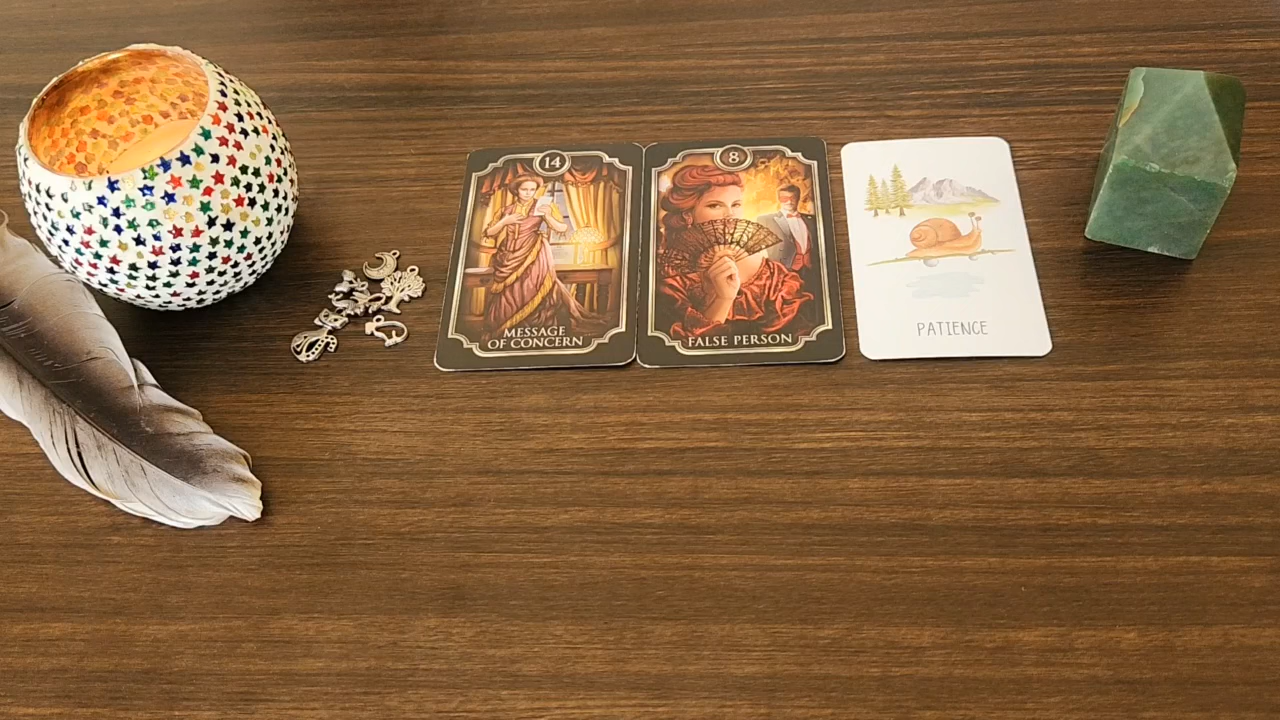 14
MESSAGE
OF CONCERN
8
FALSE PERSON
PATIENCE